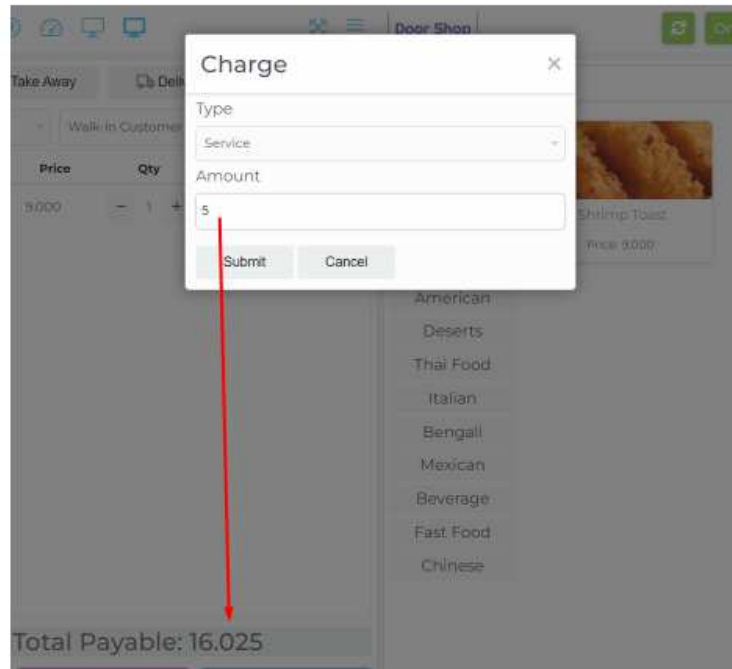 Door Shop
Charge
×
Take Away
Type
Walk-in Customer
Service
Price
Qty
Amount
9.000
− 1 +
5
Shrimp Toast
Price: 9.000
Submit
Cancel
American
Deserts
Thai Food
Italian
Bengali
Mexican
Beverage
Fast Food
Chinese
Total Payable: 16.025